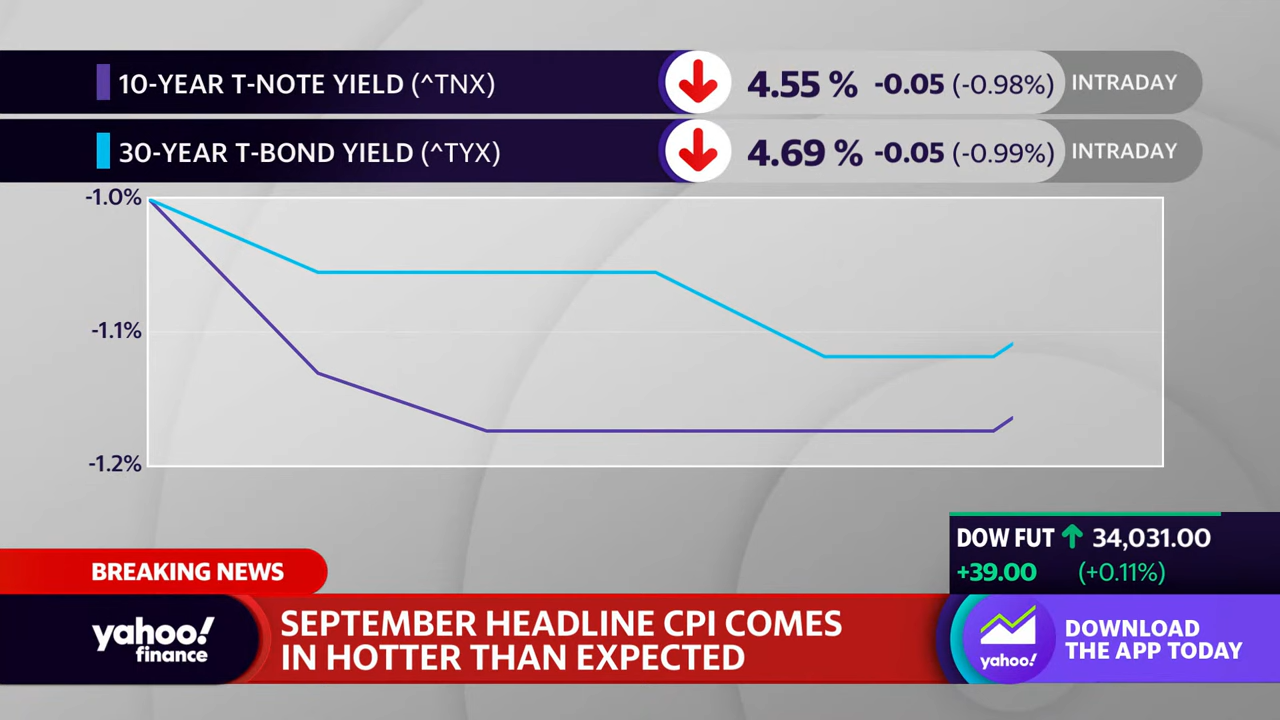 10-YEAR T-NOTE YIELD (^TNX) 4.55 % -0.05 (-0.98%) INTRADAY
30-YEAR T-BOND YIELD (^TYX) 4.69 % -0.05 (-0.99%) INTRADAY
-1.0%
-1.1%
-1.2%
DOW FUT 34,031.00
+39.00 (+0.11%)
BREAKING NEWS
yahoo!
finance
SEPTEMBER HEADLINE CPI COMES
IN HOTTER THAN EXPECTED
yahoo!
DOWNLOAD
THE APP TODAY